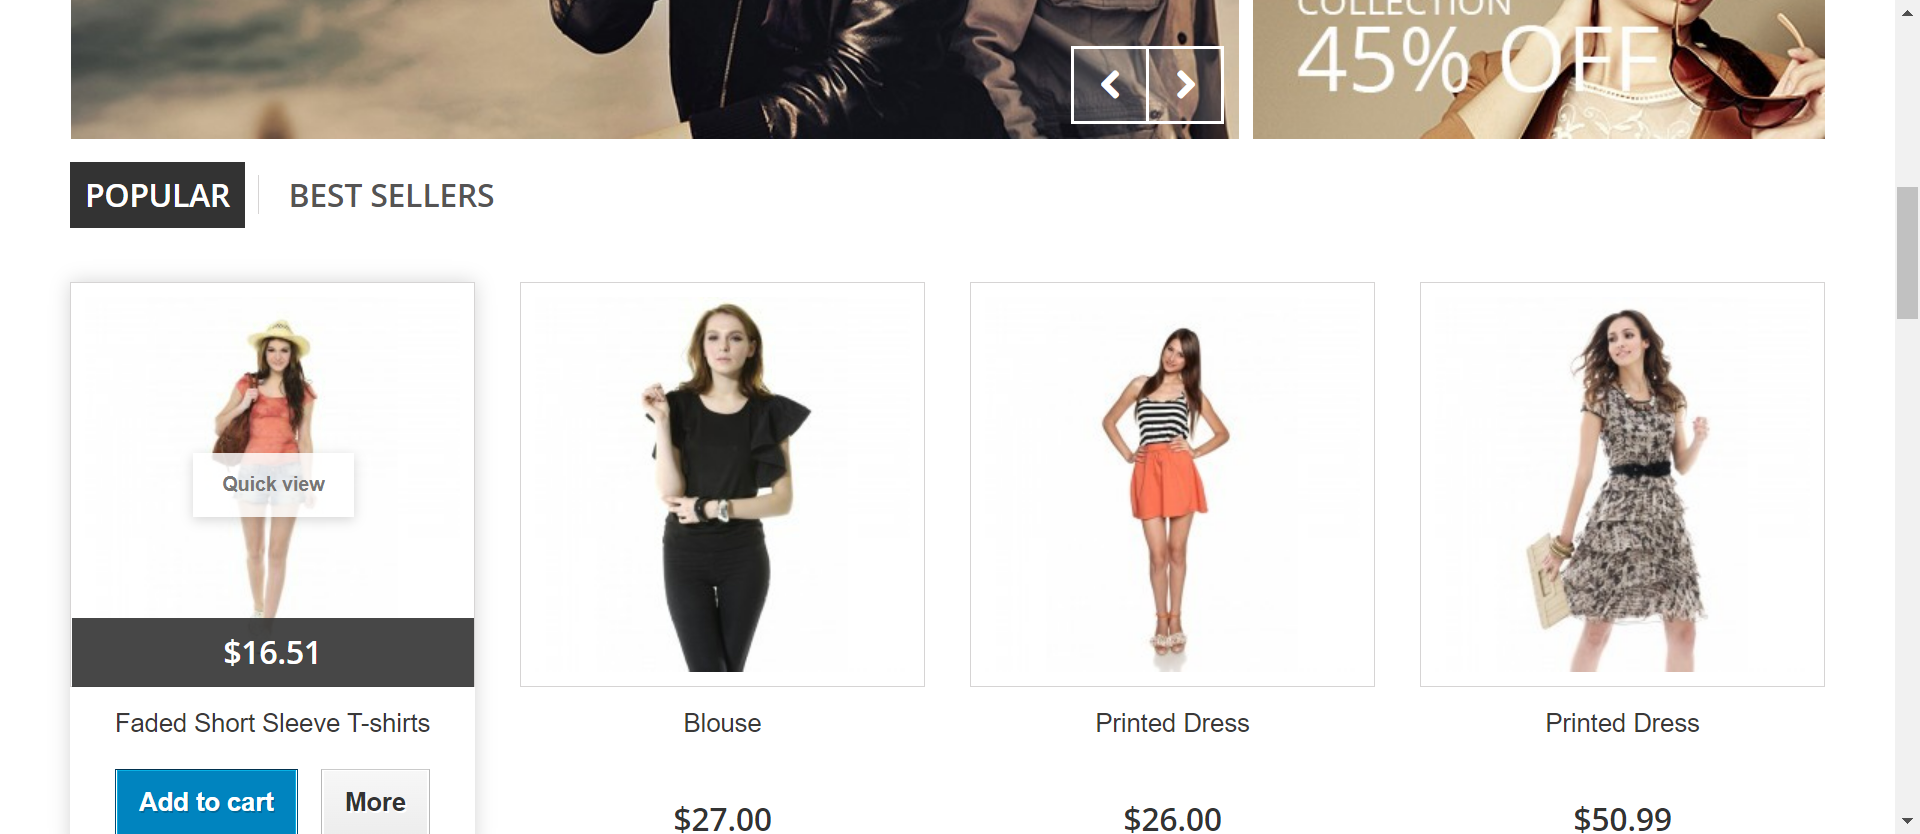 COLLECTION
45% OFF
POPULAR
BEST SELLERS
Quick view
$16.51
Faded Short Sleeve T-shirts
Blouse
Printed Dress
Printed Dress
Add to cart
More
$27.00
$26.00
$50.99